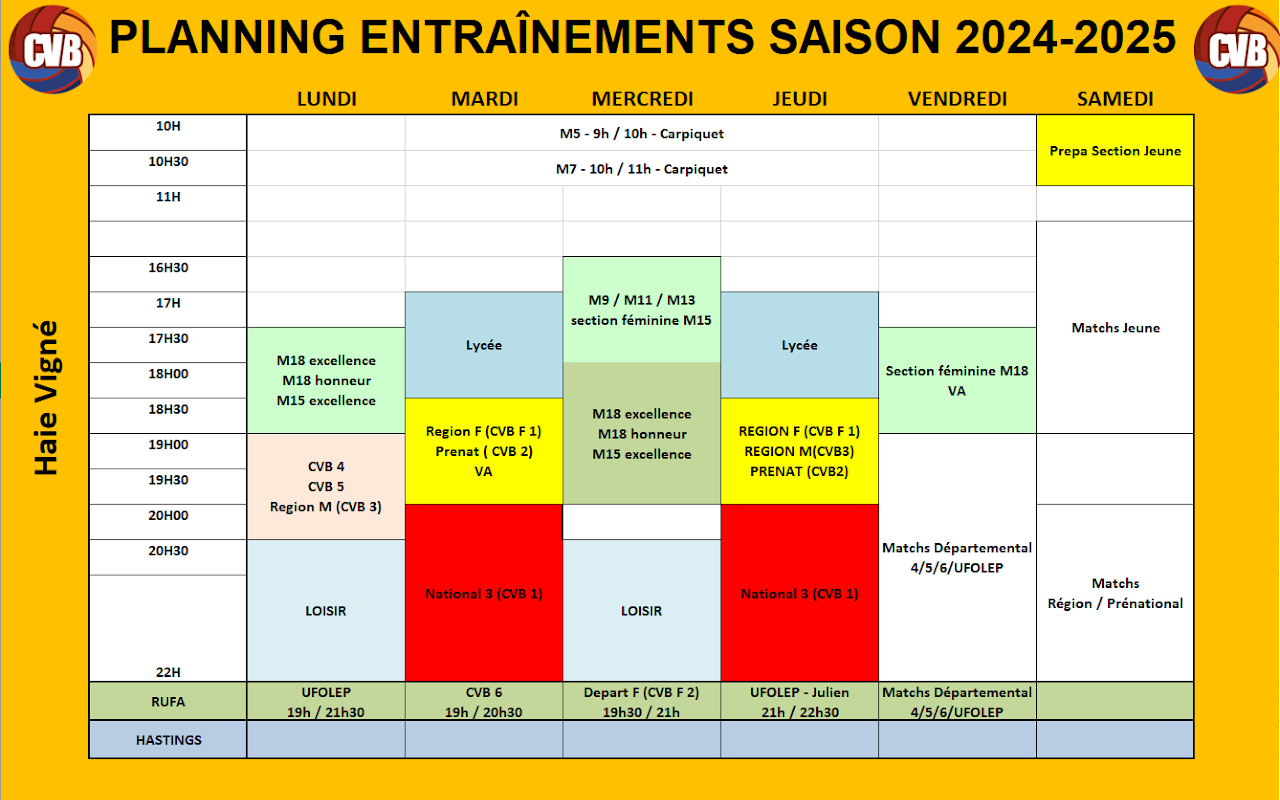 CVB
PLANNING ENTRAÎNEMENTS SAISON 2024-2025
CVB
LUNDI MARDI MERCREDI JEUDI VENDREDI SAMEDI
Haie Vigné
10H
10H30
11H
16H30
17H
17H30
18H00
18H30
19H00
19H30
20H00
20H30
22H
M5 - 9h / 10h - Carpiquet
M7 - 10h / 11h - Carpiquet
M18 excellence
M18 honneur
M15 excellence
CVB 4
CVB 5
Region M (CVB 3)
LOISIR
Lycée
Region F (CVB F 1)
Prenat ( CVB 2)
VA
National 3 (CVB 1)
M9 / M11 / M13
section féminine M15
M18 excellence
M18 honneur
M15 excellence
LOISIR
Lycée
REGION F (CVB F 1)
REGION M(CVB3)
PRENAT (CVB2)
National 3 (CVB 1)
Section féminine M18
VA
Matchs Départemental
4/5/6/UFOLEP
Prepa Section Jeune
Matchs Jeune
Matchs
Région / Prénational
RUFA
UFOLEP
19h / 21h30
CVB 6
19h / 20h30
Depart F (CVB F 2)
19h30 / 21h
UFOLEP - Julien
21h / 22h30
Matchs Départemental
4/5/6/UFOLEP
HASTINGS